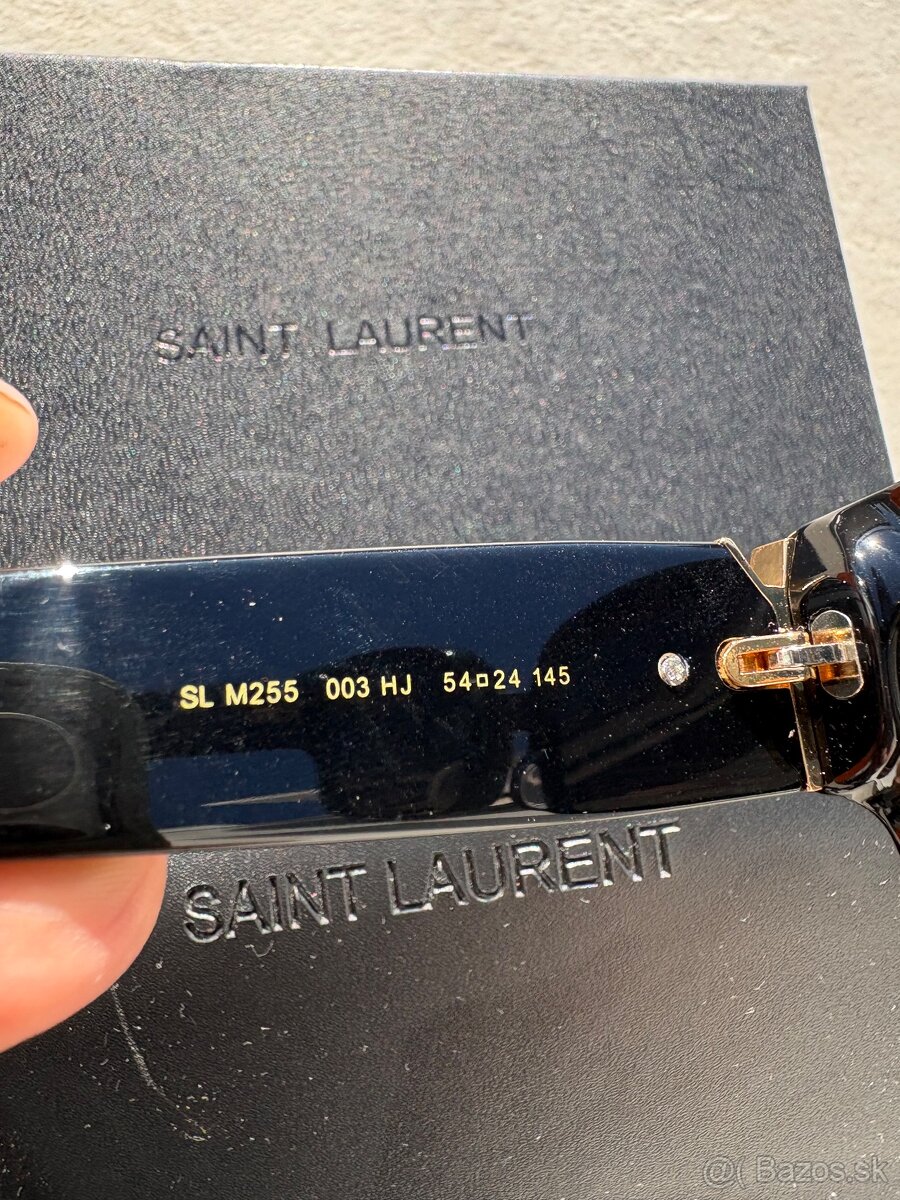 SAINT LAURENT
SL M255 003 HJ 54□24 145
SAINT LAURENT
@( Bazos.sk